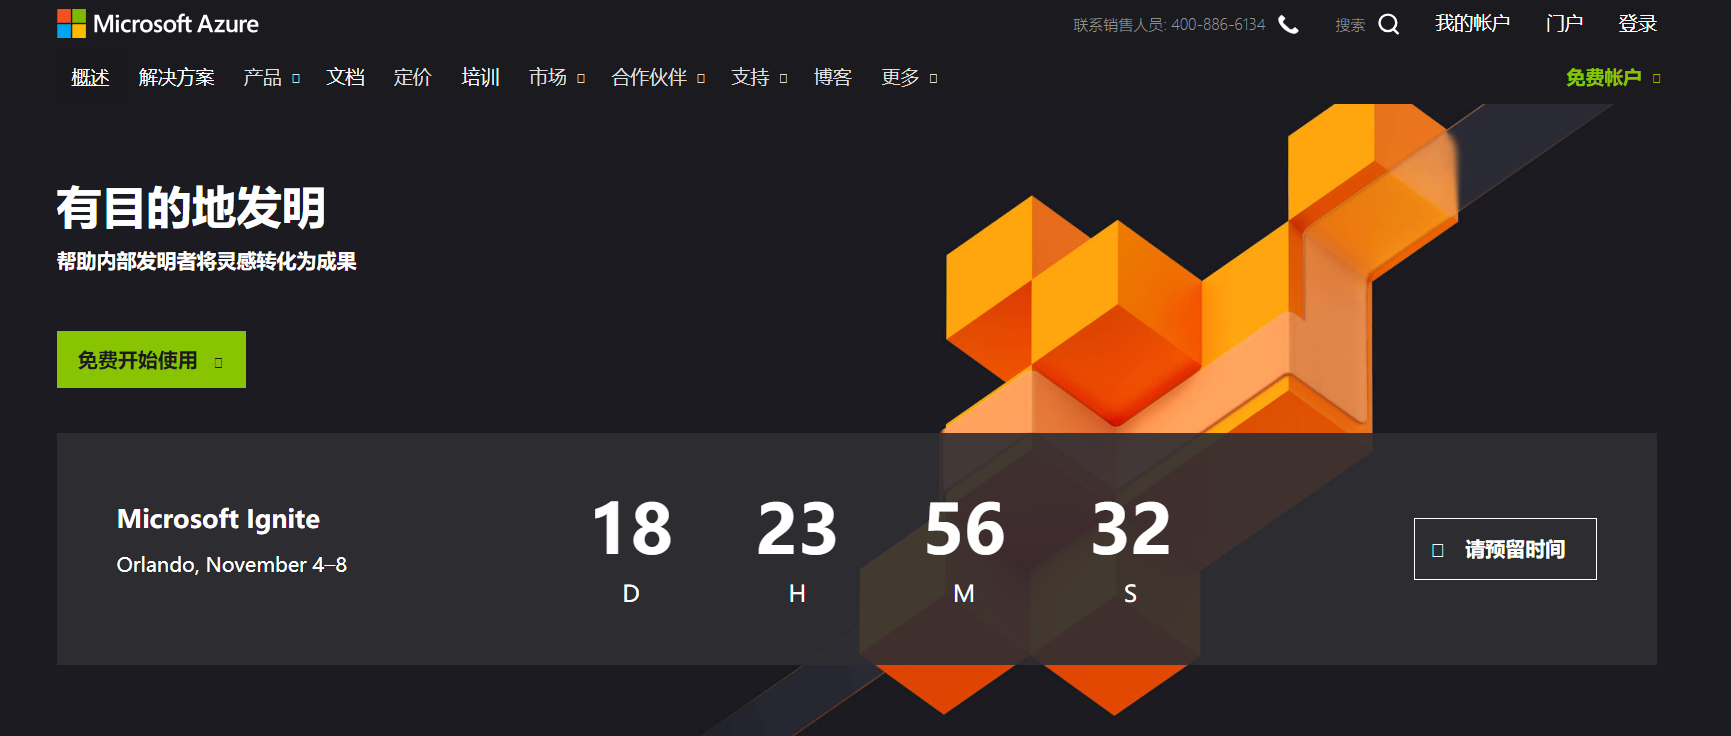 Microsoft Azure
联系销售人员: 400-886-6134
搜索
我的帐户
门户
登录
概述 解决方案 产品 文档 定价 培训 市场 合作伙伴 支持 博客 更多
免费帐户
有目的地发明
帮助内部发明者将灵感转化为成果
免费开始使用
Microsoft Ignite
Orlando, November 4–8
18 23 56 32
D H M S
请预留时间